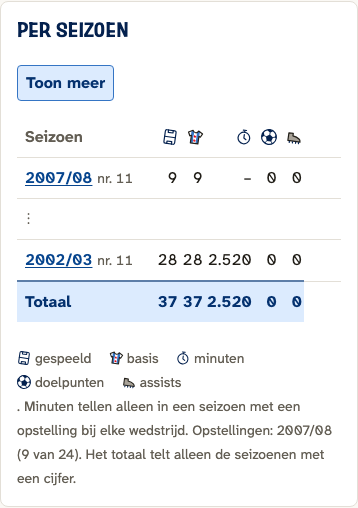 PER SEIZOEN
Toon meer
Seizoen
2007/08 nr. 11 9 9 – 0 0
⋮
2002/03 nr. 11 28 28 2.520 0 0
Totaal 37 37 2.520 0 0
gespeeld basis minuten
doelpunten assists
. Minuten tellen alleen in een seizoen met een
opstelling bij elke wedstrijd. Opstellingen: 2007/08
(9 van 24). Het totaal telt alleen de seizoenen met
een cijfer.